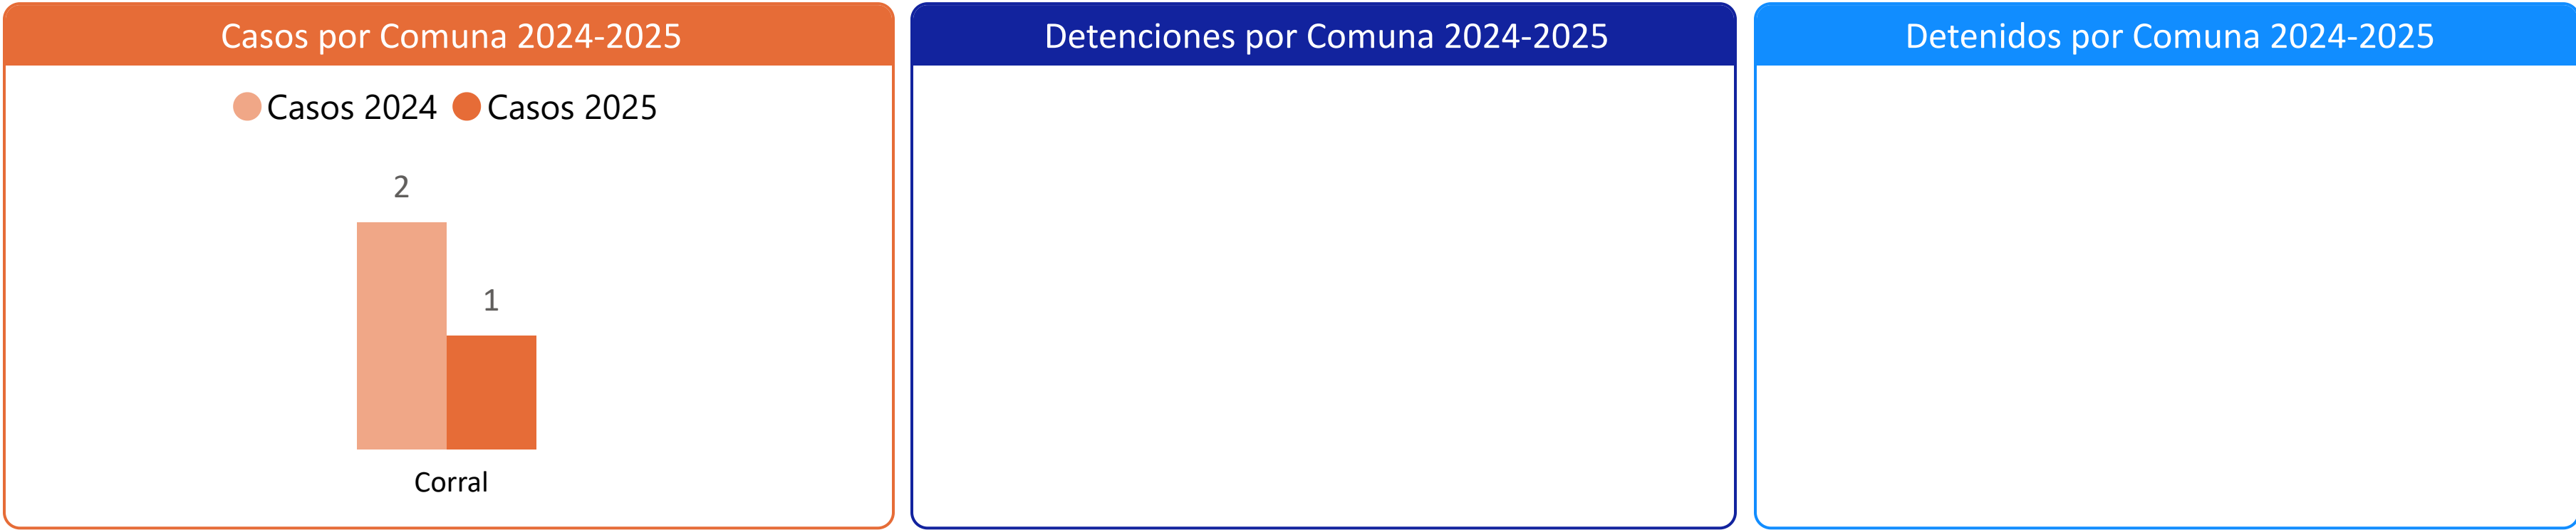 Casos por Comuna 2024-2025
Casos 2024 Casos 2025
2
1
Corral
Detenciones por Comuna 2024-2025
Detenidos por Comuna 2024-2025